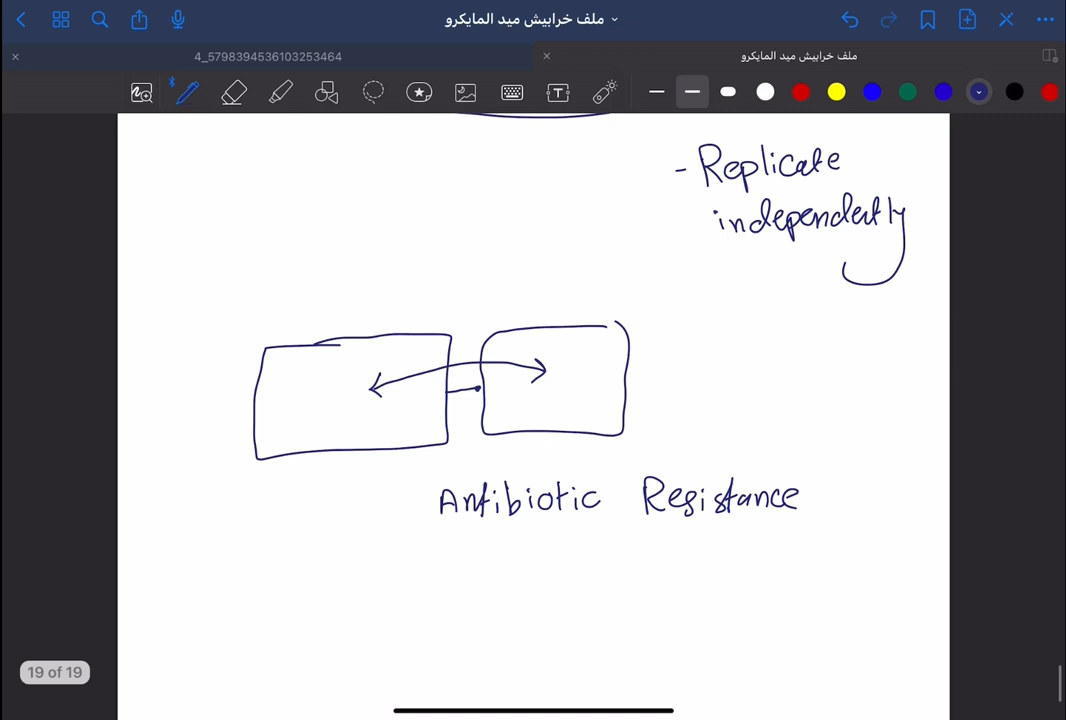 ملف خرابيش ميد المايكرو
4_5798394536103253464
ملف خرابيش ميد المايكرو
- Replicate
independently
Antibiotic Resistance
19 of 19